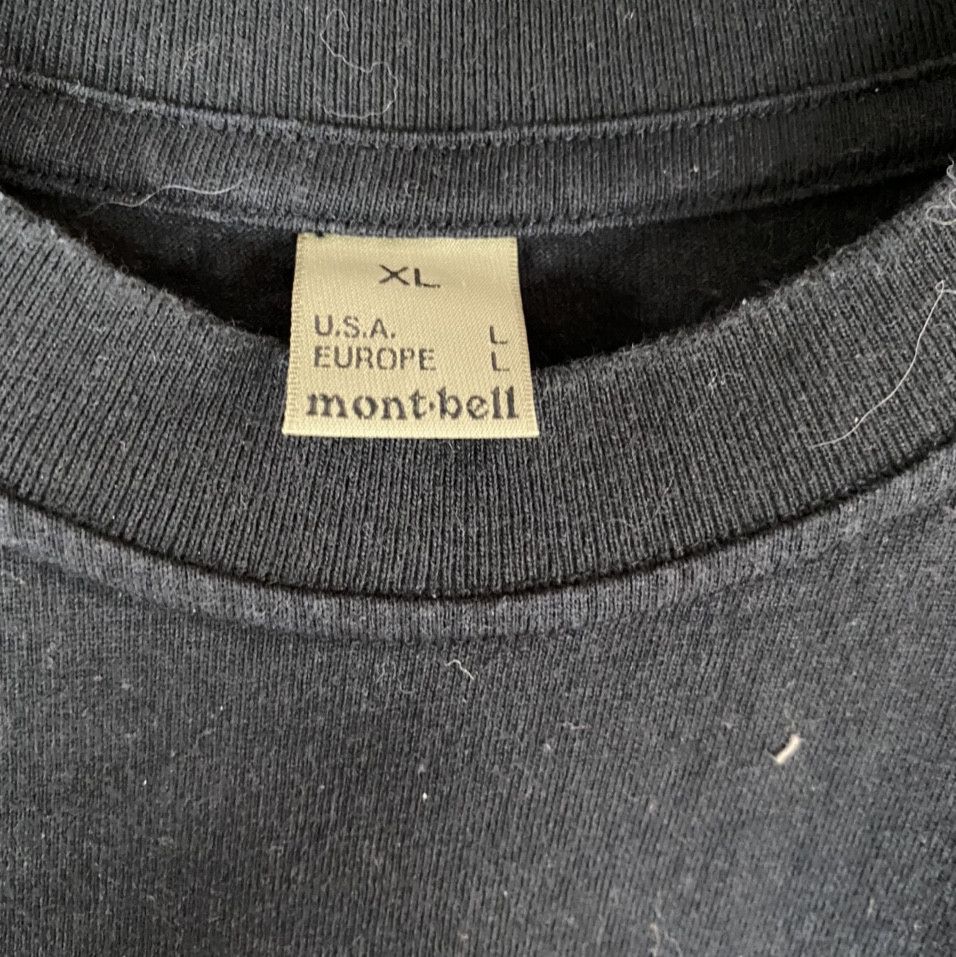 XL
U.S.A. L
EUROPE L
mont·bell